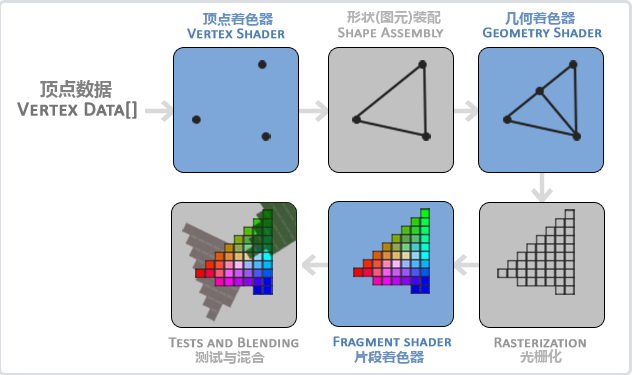 顶点着色器
VERTEX SHADER
形状(图元)装配
SHAPE ASSEMBLY
几何着色器
GEOMETRY SHADER
顶点数据
VERTEX DATA[]
TESTS AND BLENDING
测试与混合
FRAGMENT SHADER
片段着色器
RASTERIZATION
光栅化